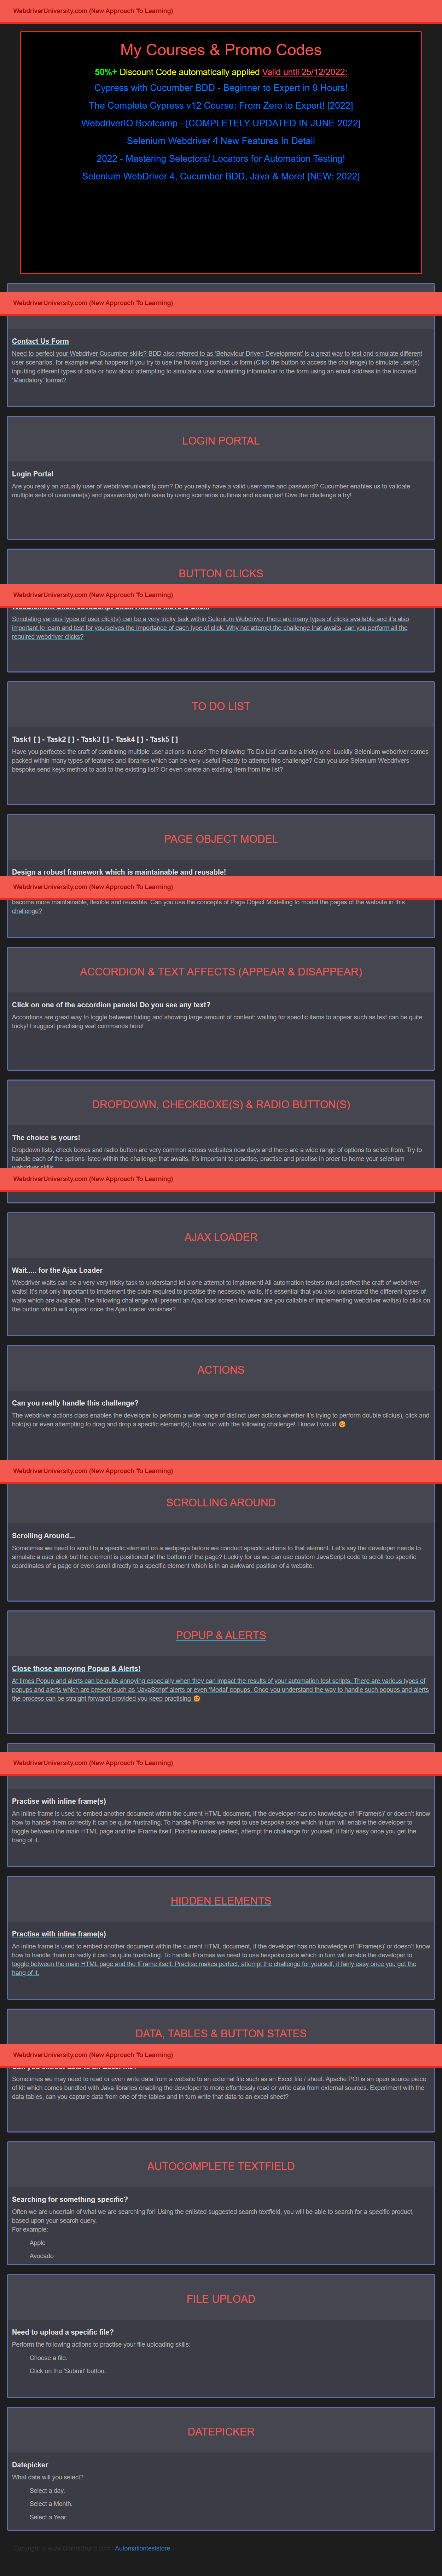 WebdriverUniversity.com (New Approach To Learning)
My Courses & Promo Codes
50%+ Discount Code automatically applied Valid until 25/12/2022:
Cypress with Cucumber BDD - Beginner to Expert in 9 Hours!
The Complete Cypress v12 Course: From Zero to Expert! [2022]
WebdriverIO Bootcamp - [COMPLETELY UPDATED IN JUNE 2022]
Selenium Webdriver 4 New Features In Detail
2022 - Mastering Selectors/ Locators for Automation Testing!
Selenium WebDriver 4, Cucumber BDD, Java & More! [NEW: 2022]
WebdriverUniversity.com (New Approach To Learning)
Contact Us Form
Need to perfect your Webdriver Cucumber skills? BDD also referred to as 'Behaviour Driven Development' is a great way to test and simulate different
user scenarios, for example what happens if you try to use the following contact us form (Click the button to access the challenge) to simulate user(s)
inputting different types of data or how about attempting to simulate a user submitting information to the form using an email address in the incorrect
'Mandatory' format?
LOGIN PORTAL
Login Portal
Are you really an actually user of webdriveruniversity.com? Do you really have a valid username and password? Cucumber enables us to validate
multiple sets of username(s) and password(s) with ease by using scenarios outlines and examples! Give the challenge a try!
BUTTON CLICKS
WebdriverUniversity.com (New Approach To Learning)
Simulating various types of user click(s) can be a very tricky task within Selenium Webdriver, there are many types of clicks available and it's also
important to learn and test for yourselves the importance of each type of click. Why not attempt the challenge that awaits, can you perform all the
required webdriver clicks?
TO DO LIST
Task1 [ ] - Task2 [ ] - Task3 [ ] - Task4 [ ] - Task5 [ ]
Have you perfected the craft of combining multiple user actions in one? The following 'To Do List' can be a tricky one! Luckily Selenium webdriver comes
packed within many types of features and libraries which can be very useful! Ready to attempt this challenge? Can you use Selenium Webdrivers
bespoke send keys method to add to the existing list? Or even delete an existing item from the list?
PAGE OBJECT MODEL
Design a robust framework which is maintainable and reusable!
WebdriverUniversity.com (New Approach To Learning)
become more maintainable, flexible and reusable. Can you use the concepts of Page Object Modelling to model the pages of the website in this
challenge?
ACCORDION & TEXT AFFECTS (APPEAR & DISAPPEAR)
Click on one of the accordion panels! Do you see any text?
Accordions are great way to toggle between hiding and showing large amount of content; waiting for specific items to appear such as text can be quite
tricky! I suggest practising wait commands here!
DROPDOWN, CHECKBOXE(S) & RADIO BUTTON(S)
The choice is yours!
Dropdown lists, check boxes and radio button are very common across websites now days and there are a wide range of options to select from. Try to
handle each of the options listed within the challenge that awaits, it's important to practise, practise and practise in order to home your selenium
webdriver skills
WebdriverUniversity.com (New Approach To Learning)
AJAX LOADER
Wait..... for the Ajax Loader
Webdriver waits can be a very very tricky task to understand let alone attempt to implement! All automation testers must perfect the craft of webdriver
waits! It's not only important to implement the code required to practise the necessary waits, it's essential that you also understand the different types of
waits which are available. The following challenge will present an Ajax load screen however are you callable of implementing webdriver wait(s) to click on
the button which will appear once the Ajax loader vanishes?
ACTIONS
Can you really handle this challenge?
The webdriver actions class enables the developer to perform a wide range of distinct user actions whether it's trying to perform double click(s), click and
hold(s) or even attempting to drag and drop a specific element(s), have fun with the following challenge! I know I would 😊
WebdriverUniversity.com (New Approach To Learning)
SCROLLING AROUND
Scrolling Around...
Sometimes we need to scroll to a specific element on a webpage before we conduct specific actions to that element. Let's say the developer needs to
simulate a user click but the element is positioned at the bottom of the page? Luckily for us we can use custom JavaScript code to scroll too specific
coordinates of a page or even scroll directly to a specific element which is in an awkward position of a website.
POPUP & ALERTS
Close those annoying Popup & Alerts!
At times Popup and alerts can be quite annoying especially when they can impact the results of your automation test scripts. There are various types of
popups and alerts which are present such as 'JavaScript' alerts or even 'Modal' popups. Once you understand the way to handle such popups and alerts
the process can be straight forward! provided you keep practising 😊
WebdriverUniversity.com (New Approach To Learning)
Practise with inline frame(s)
An inline frame is used to embed another document within the current HTML document, if the developer has no knowledge of 'IFrame(s)' or doesn't know
how to handle them correctly it can be quite frustrating. To handle IFrames we need to use bespoke code which in turn will enable the developer to
toggle between the main HTML page and the IFrame itself. Practise makes perfect, attempt the challenge for yourself, it fairly easy once you get the
hang of it.
HIDDEN ELEMENTS
Practise with inline frame(s)
An inline frame is used to embed another document within the current HTML document, if the developer has no knowledge of 'IFrame(s)' or doesn't know
how to handle them correctly it can be quite frustrating. To handle IFrames we need to use bespoke code which in turn will enable the developer to
toggle between the main HTML page and the IFrame itself. Practise makes perfect, attempt the challenge for yourself, it fairly easy once you get the
hang of it.
DATA, TABLES & BUTTON STATES
WebdriverUniversity.com (New Approach To Learning)
Sometimes we may need to read or even write data from a website to an external file such as an Excel file / sheet. Apache POI is an open source piece
of kit which comes bundled with Java libraries enabling the developer to more effortlessly read or write data from external sources. Experiment with the
data tables, can you capture data from one of the tables and in turn write that data to an excel sheet?
AUTOCOMPLETE TEXTFIELD
Searching for something specific?
Often we are uncertain of what we are searching for! Using the enlisted suggested search textfield, you will be able to search for a specific product,
based upon your search query.
For example:
Apple
Avocado
FILE UPLOAD
Need to upload a specific file?
Perform the following actions to practise your file uploading skills:
Choose a file.
Click on the 'Submit' button.
DATEPICKER
Datepicker
What date will you select?
Select a day.
Select a Month.
Select a Year.
Automationteststore